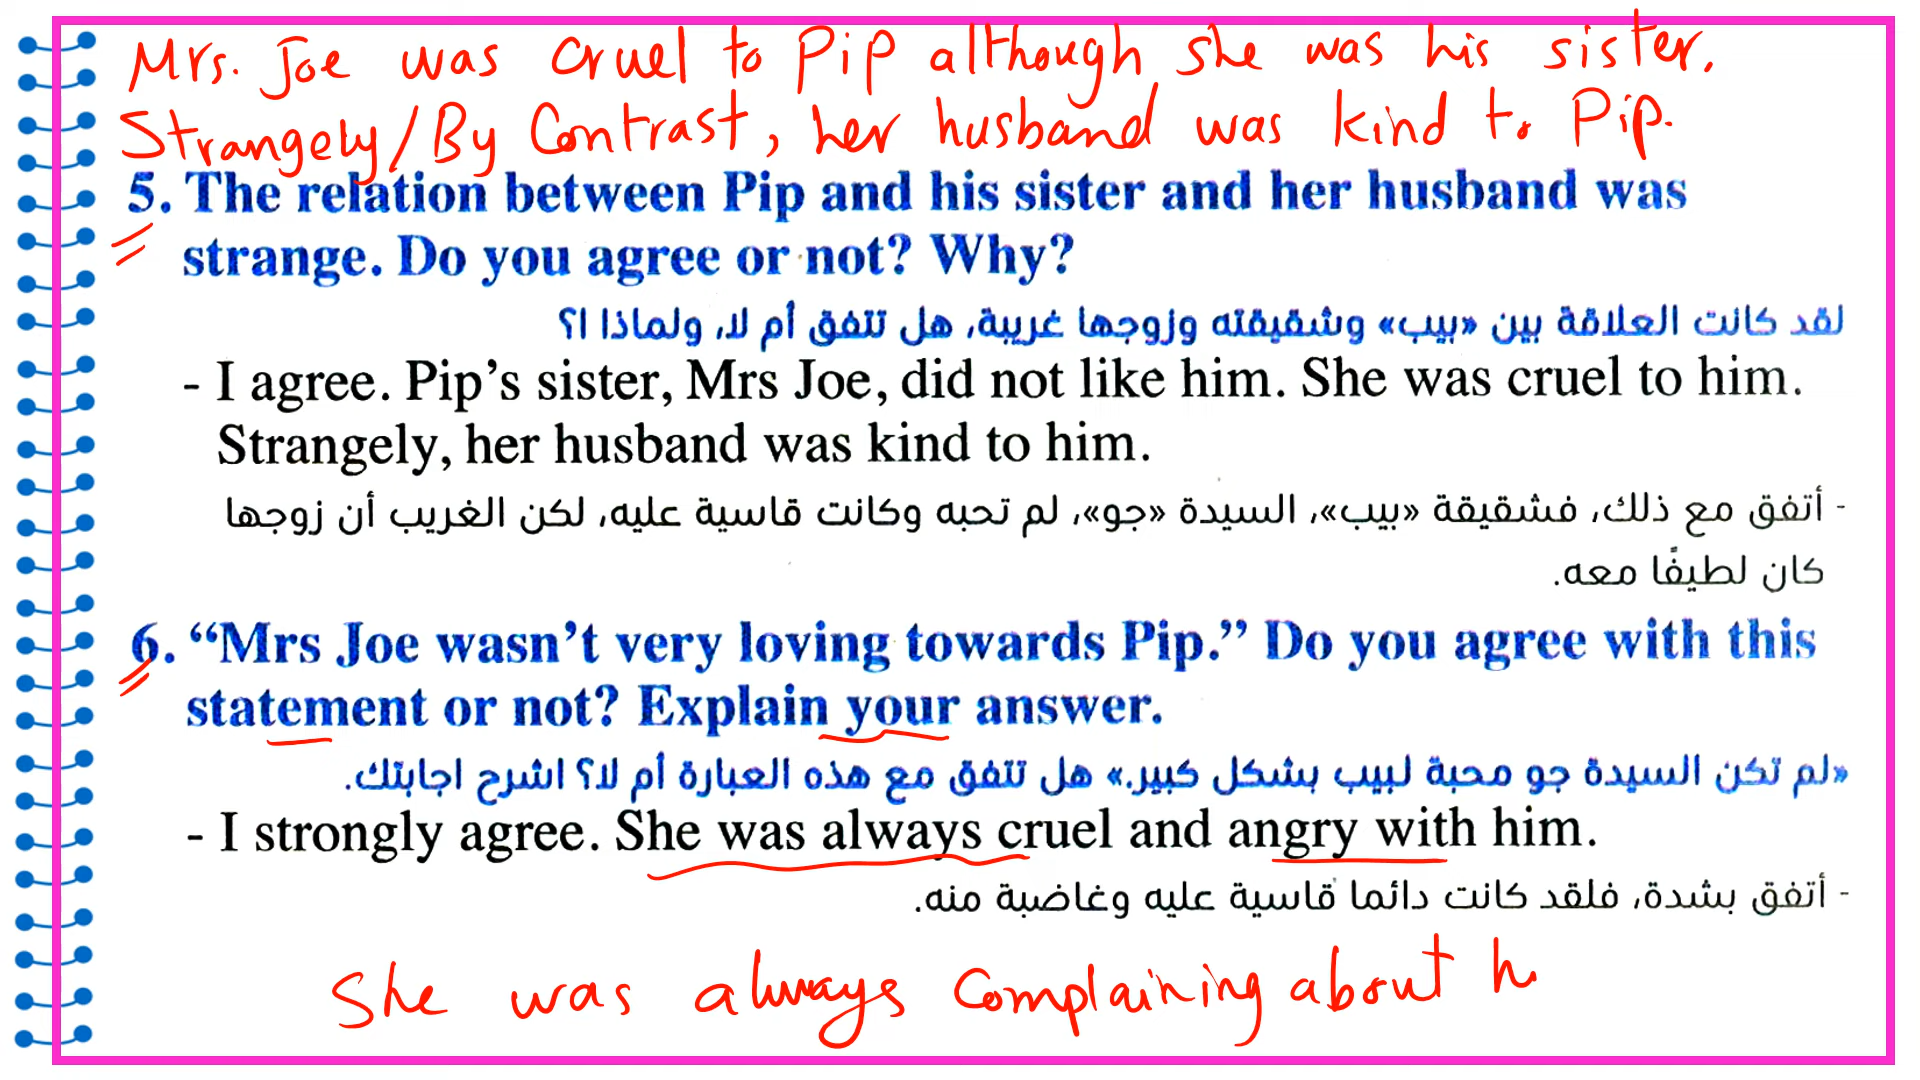 Mrs. Joe was cruel to Pip although she was his sister.
Strangely/By Contrast, her husband was kind to Pip.
5. The relation between Pip and his sister and her husband was
strange. Do you agree or not? Why?
لقد كانت العلاقة بين «بيب» وشقيقته وزوجها غريبة، هل تتفق أم لا، ولماذا ا؟
- I agree. Pip's sister, Mrs Joe, did not like him. She was cruel to him.
Strangely, her husband was kind to him.
- أتفق مع ذلك، فشقيقة «بيب»، السيدة «جو»، لم تحبه وكانت قاسية عليه، لكن الغريب أن زوجها
كان لطيفًا معه.
6. “Mrs Joe wasn't very loving towards Pip.” Do you agree with this
statement or not? Explain your answer.
«لم تكن السيدة جو محبة لبيب بشكل كبير.» هل تتفق مع هذه العبارة أم لا؟ اشرح اجابتك.
- I strongly agree. She was always cruel and angry with him.
- أتفق بشدة، فلقد كانت دائما قاسية عليه وغاضبة منه.
She was always complaining about h